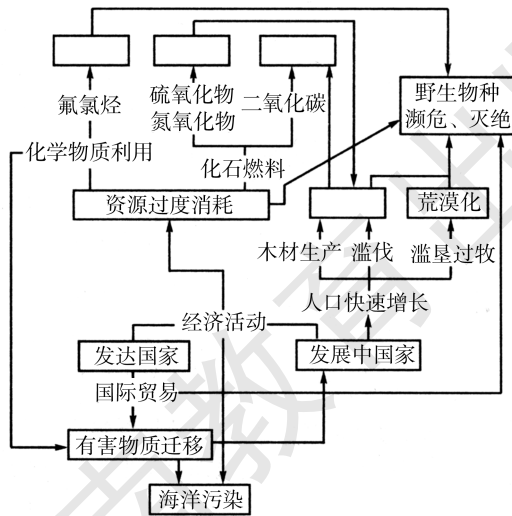 氟氯烃
硫氧化物
氮氧化物
二氧化碳
野生物种
濒危、灭绝
化学物质利用
化石燃料
资源过度消耗
荒漠化
木材生产
滥伐
滥垦过牧
人口快速增长
经济活动
发达国家
发展中国家
国际贸易
有害物质迁移
海洋污染